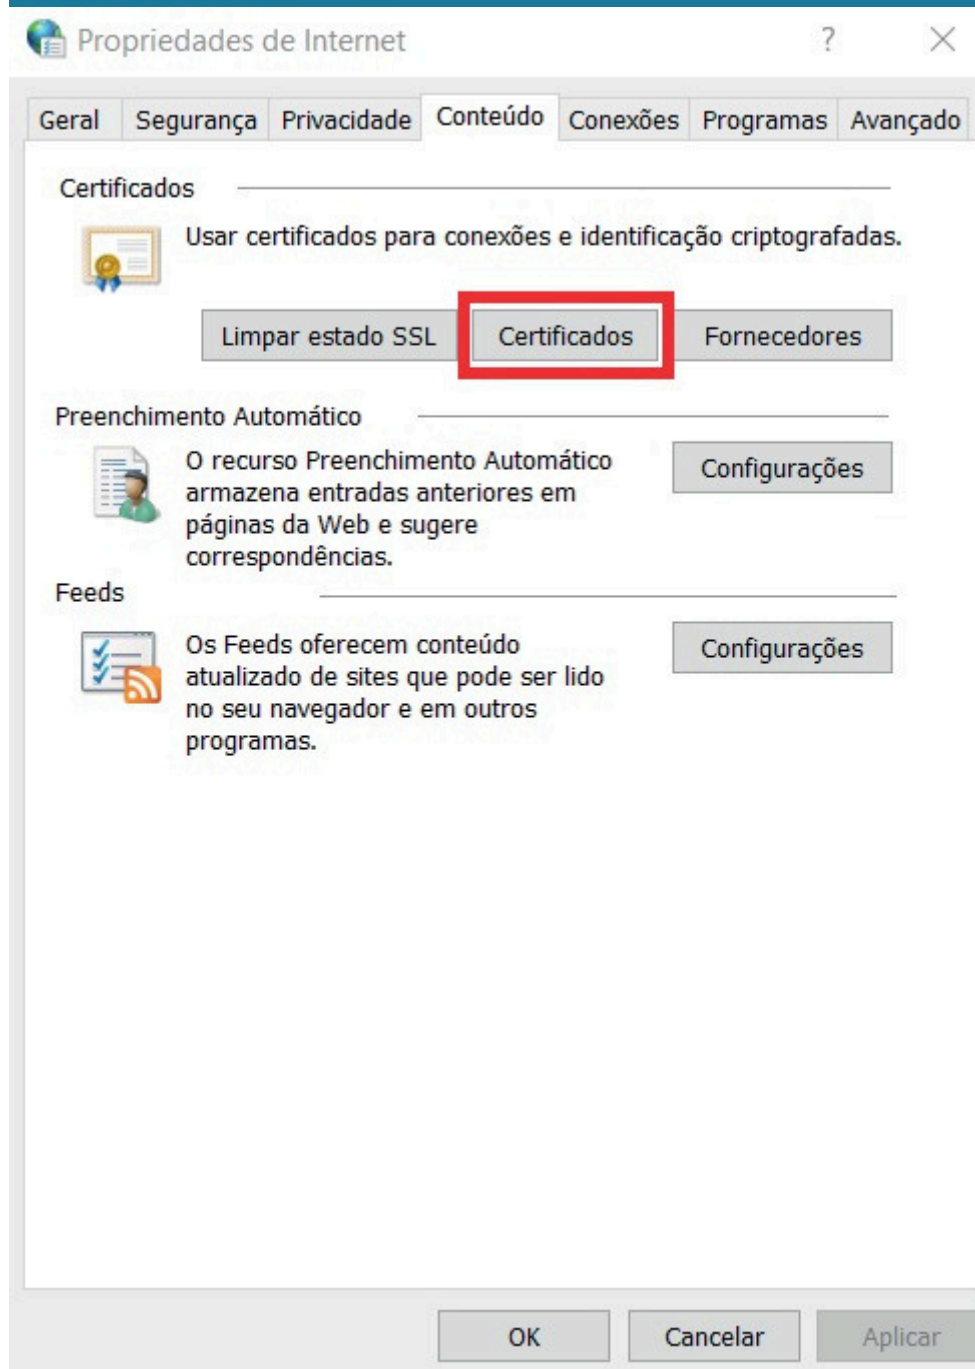 Propriedades de Internet ?
Geral Segurança Privacidade Conteúdo Conexões Programas Avançado
Certificados
Usar certificados para conexões e identificação criptografadas.
Limpar estado SSL Certificados Fornecedores
Preenchimento Automático
O recurso Preenchimento Automático
armazena entradas anteriores em
páginas da Web e sugere
correspondências.
Configurações
Feeds
Os Feeds oferecem conteúdo
atualizado de sites que pode ser lido
no seu navegador e em outros
programas.
Configurações
OK Cancelar Aplicar